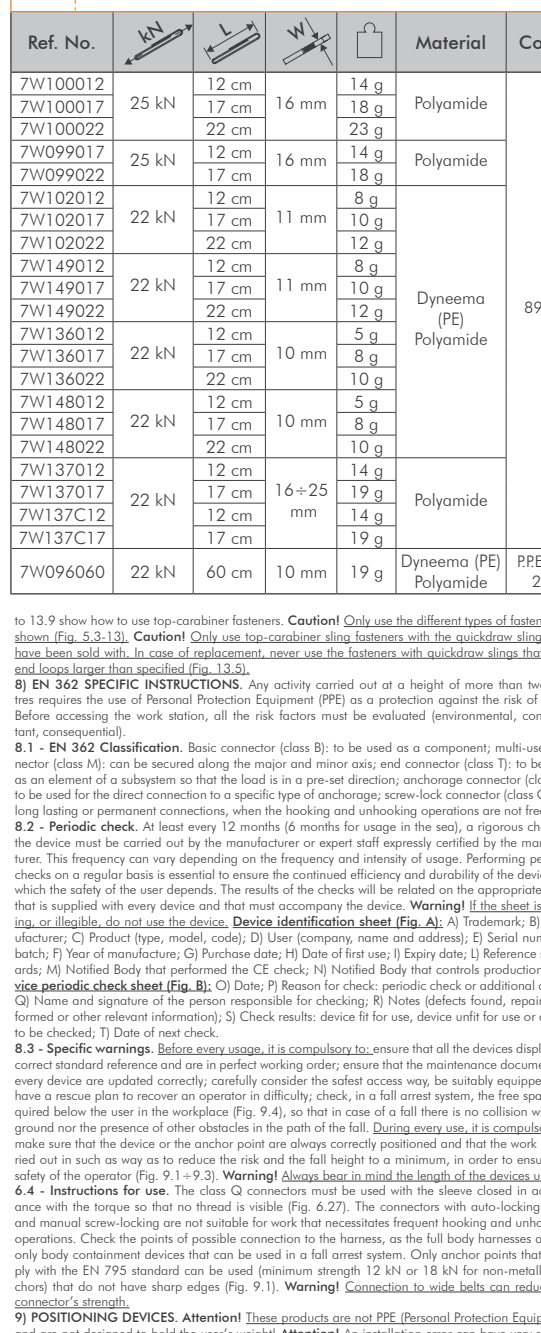 Ref. No. kN L W Material Co
7W100012 25 kN 12 cm 16 mm 14 g Polyamide
7W100017 17 cm 18 g
7W100022 22 cm 23 g
7W099017 25 kN 12 cm 16 mm 14 g Polyamide
7W099022 17 cm 18 g
7W102012 22 kN 12 cm 11 mm 8 g Dyneema (PE) Polyamide 89
7W102017 17 cm 10 g
7W102022 22 cm 12 g
7W149012 22 kN 12 cm 11 mm 8 g
7W149017 17 cm 10 g
7W149022 22 cm 12 g
7W136012 22 kN 12 cm 10 mm 5 g
7W136017 17 cm 8 g
7W136022 22 cm 10 g
7W148012 22 kN 12 cm 10 mm 5 g
7W148017 17 cm 8 g
7W148022 22 cm 10 g
7W137012 22 kN 12 cm 16÷25 mm 14 g Polyamide
7W137017 17 cm 19 g
7W137C12 12 cm 14 g
7W137C17 17 cm 19 g
7W096060 22 kN 60 cm 10 mm 19 g Dyneema (PE) Polyamide P.P.E 2
to 13.9 show how to use top-carabiner fasteners. Caution! Only use the different types of fasten
shown (Fig. 5.3-13). Caution! Only use top-carabiner sling fasteners with the quickdraw sling
have been sold with. In case of replacement, never use the fasteners with quickdraw slings that
end loops larger than specified (Fig. 13.5).
8) EN 362 SPECIFIC INSTRUCTIONS. Any activity carried out at a height of more than tw
tres requires the use of Personal Protection Equipment (PPE) as a protection against the risk of
Before accessing the work station, all the risk factors must be evaluated (environmental, con
tant, consequential).
8.1 - EN 362 Classification. Basic connector (class B): to be used as a component; multi-use
nector (class M): can be secured along the major and minor axis; end connector (class T): to be
as an element of a subsystem so that the load is in a pre-set direction; anchorage connector (cla
to be used for the direct connection to a specific type of anchorage; screw-lock connector (class Q
long lasting or permanent connections, when the hooking and unhooking operations are not fre
8.2 - Periodic check. At least every 12 months (6 months for usage in the sea), a rigorous che
the device must be carried out by the manufacturer or expert staff expressly certified by the man
turer. This frequency can vary depending on the frequency and intensity of usage. Performing pe
checks on a regular basis is essential to ensure the continued efficiency and durability of the devic
which the safety of the user depends. The results of the checks will be related on the appropriate
that is supplied with every device and that must accompany the device. Warning! If the sheet is
ing, or illegible, do not use the device. Device identification sheet (Fig. A): A) Trademark; B)
ufacturer; C) Product (type, model, code); D) User (company, name and address); E) Serial num
batch; F) Year of manufacture; G) Purchase date; H) Date of first use; I) Expiry date; L) Reference s
ards; M) Notified Body that performed the CE check; N) Notified Body that controls production
vice periodic check sheet (Fig. B): O) Date; P) Reason for check: periodic check or additional c
Q) Name and signature of the person responsible for checking; R) Notes (defects found, repair
formed or other relevant information); S) Check results: device fit for use, device unfit for use or d
to be checked; T) Date of next check.
8.3 - Specific warnings. Before every usage, it is compulsory to: ensure that all the devices displ
correct standard reference and are in perfect working order; ensure that the maintenance docume
every device are updated correctly; carefully consider the safest access way, be suitably equippe
have a rescue plan to recover an operator in difficulty; check, in a fall arrest system, the free spa
quired below the user in the workplace (Fig. 9.4), so that in case of a fall there is no collision w
ground nor the presence of other obstacles in the path of the fall. During every use, it is compulso
make sure that the device or the anchor point are always correctly positioned and that the work
ried out in such as way as to reduce the risk and the fall height to a minimum, in order to ensu
safety of the operator (Fig. 9.1÷9.3). Warning! Always bear in mind the length of the devices u
6.4 - Instructions for use. The class Q connectors must be used with the sleeve closed in ac
ance with the torque so that no thread is visible (Fig. 6.27). The connectors with auto-locking
and manual screw-locking are not suitable for work that necessitates frequent hooking and unho
operations. Check the points of possible connection to the harness, as the full body harnesses a
only body containment devices that can be used in a fall arrest system. Only anchor points that
ply with the EN 795 standard can be used (minimum strength 12 kN or 18 kN for non-metall
chors) that do not have sharp edges (Fig. 9.1). Warning! Connection to wide belts can reduc
connector's strength.
9) POSITIONING DEVICES. Attention! These products are not PPE (Personal Protection Equip